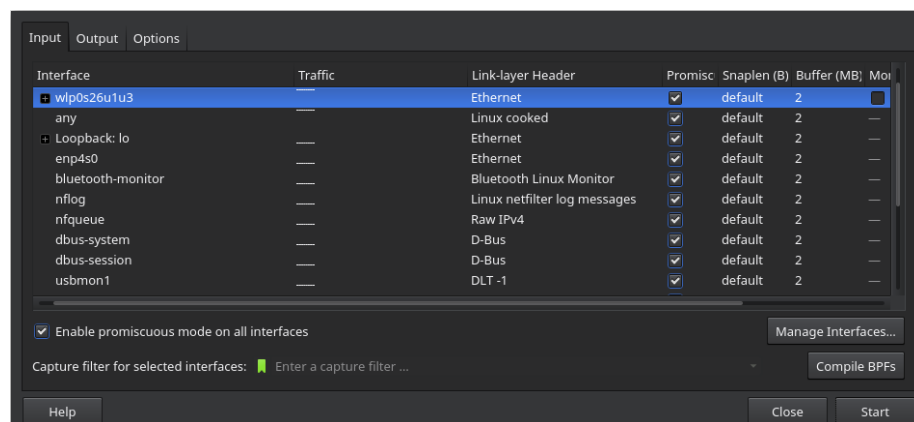 Input Output Options
Interface Traffic Link-layer Header Promisc Snaplen (B) Buffer (MB) Mor
wlp0s26u1u3 Ethernet default 2
any Linux cooked default 2 —
Loopback: lo Ethernet default 2 —
enp4s0 Ethernet default 2 —
bluetooth-monitor Bluetooth Linux Monitor default 2 —
nflog Linux netfilter log messages default 2 —
nfqueue Raw IPv4 default 2 —
dbus-system D-Bus default 2 —
dbus-session D-Bus default 2 —
usbmon1 DLT -1 default 2 —
Enable promiscuous mode on all interfaces Manage Interfaces...
Capture filter for selected interfaces: Enter a capture filter ... Compile BPFs
Help Close Start